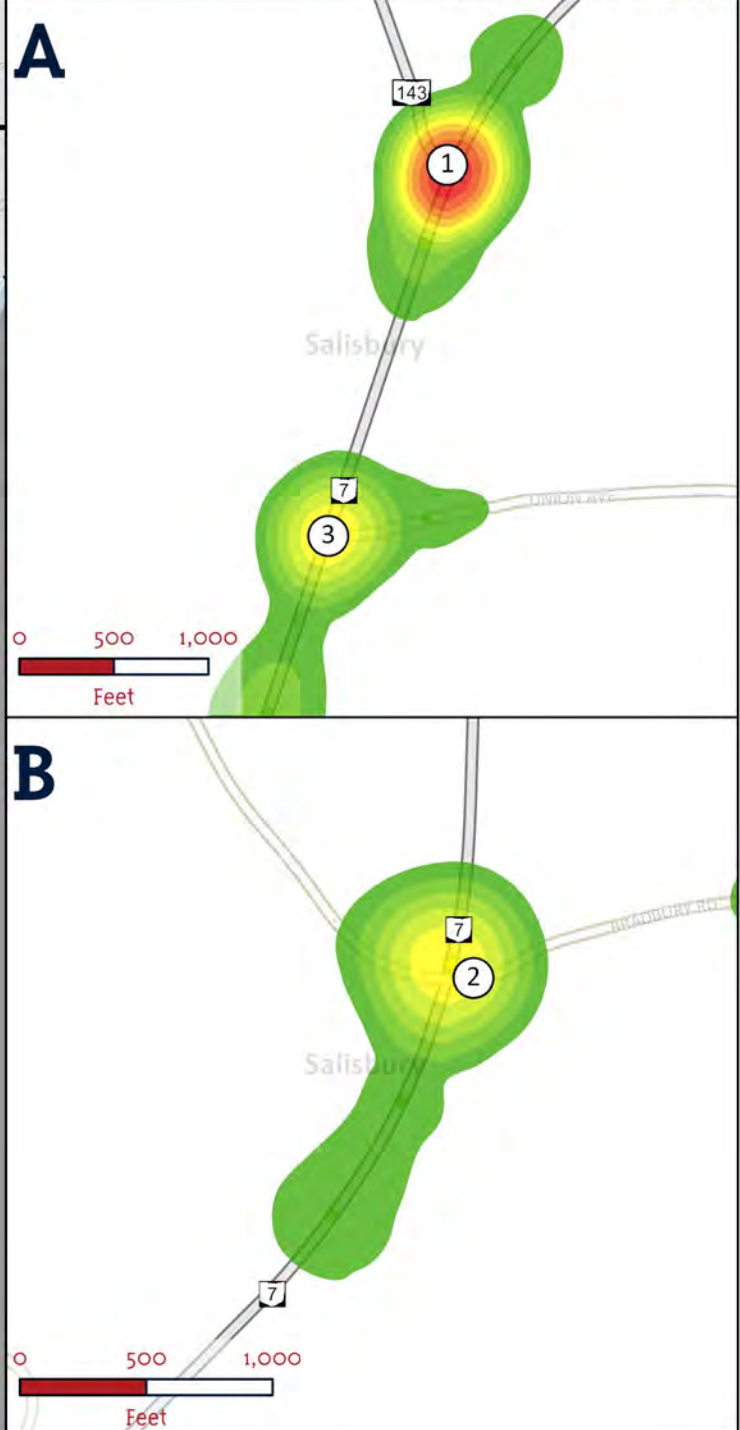 A
143
1
Salisbury
7
UNION AVE
3
0 500 1,000
Feet
B
7
BRADBURY RD
2
Salisbury
7
0 500 1,000
Feet